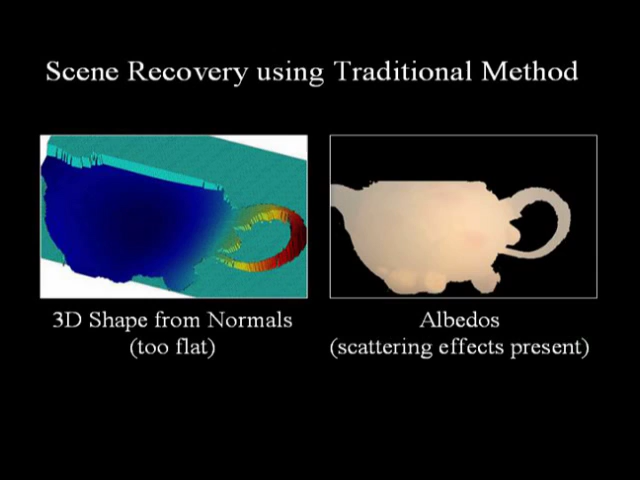 Scene Recovery using Traditional Method
3D Shape from Normals
(too flat)
Albedos
(scattering effects present)